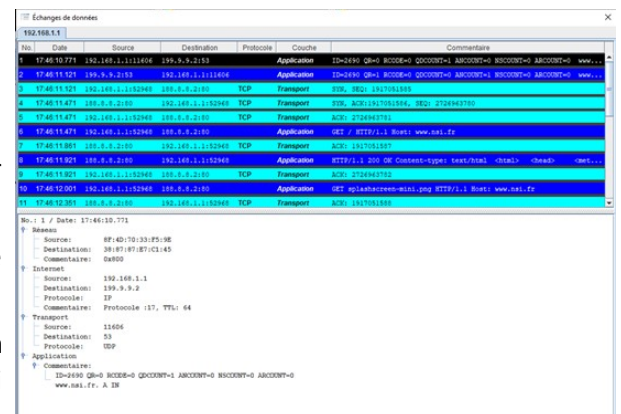 Échanges de données
192.168.1.1
No. Date Source Destination Protocole Couche Commentaire
1 17:46:10.771 192.168.1.1:11606 199.9.9.2:53 Application ID=2690 QR=0 RCODE=0 QDCOUNT=1 ANCOUNT=0 NSCOUNT=0 ARCOUNT=0 www...
2 17:46:11.121 199.9.9.2:53 192.168.1.1:11606 Application ID=2690 QR=1 RCODE=0 QDCOUNT=1 ANCOUNT=1 NSCOUNT=0 ARCOUNT=0 www...
3 17:46:11.121 192.168.1.1:52968 188.8.8.2:80 TCP Transport SYN, SEQ: 1917051585
4 17:46:11.471 188.8.8.2:80 192.168.1.1:52968 TCP Transport SYN, ACK:1917051586, SEQ: 2726963780
5 17:46:11.471 192.168.1.1:52968 188.8.8.2:80 TCP Transport ACK: 2726963781
6 17:46:11.471 192.168.1.1:52968 188.8.8.2:80 Application GET / HTTP/1.1 Host: www.nsi.fr
7 17:46:11.851 188.8.8.2:80 192.168.1.1:52968 TCP Transport ACK: 1917051587
8 17:46:11.921 188.8.8.2:80 192.168.1.1:52968 Application HTTP/1.1 200 OK Content-type: text/html <html> <head> <met...
9 17:46:11.921 192.168.1.1:52968 188.8.8.2:80 TCP Transport ACK: 2726963782
10 17:46:12.001 192.168.1.1:52968 188.8.8.2:80 Application GET splashscreen-mini.png HTTP/1.1 Host: www.nsi.fr
11 17:46:12.351 188.8.8.2:80 192.168.1.1:52968 TCP Transport ACK: 1917051588
No.: 1 / Date: 17:46:10.771
Réseau
Source: 8F:4D:70:33:F5:9E
Destination: 38:87:87:E7:C1:45
Commentaire: 0x800
Internet
Source: 192.168.1.1
Destination: 199.9.9.2
Protocole: IP
Commentaire: Protocole :17, TTL: 64
Transport
Source: 11606
Destination: 53
Protocole: UDP
Application
Commentaire:
ID=2690 QR=0 RCODE=0 QDCOUNT=1 ANCOUNT=0 NSCOUNT=0 ARCOUNT=0
www.nsi.fr. A IN